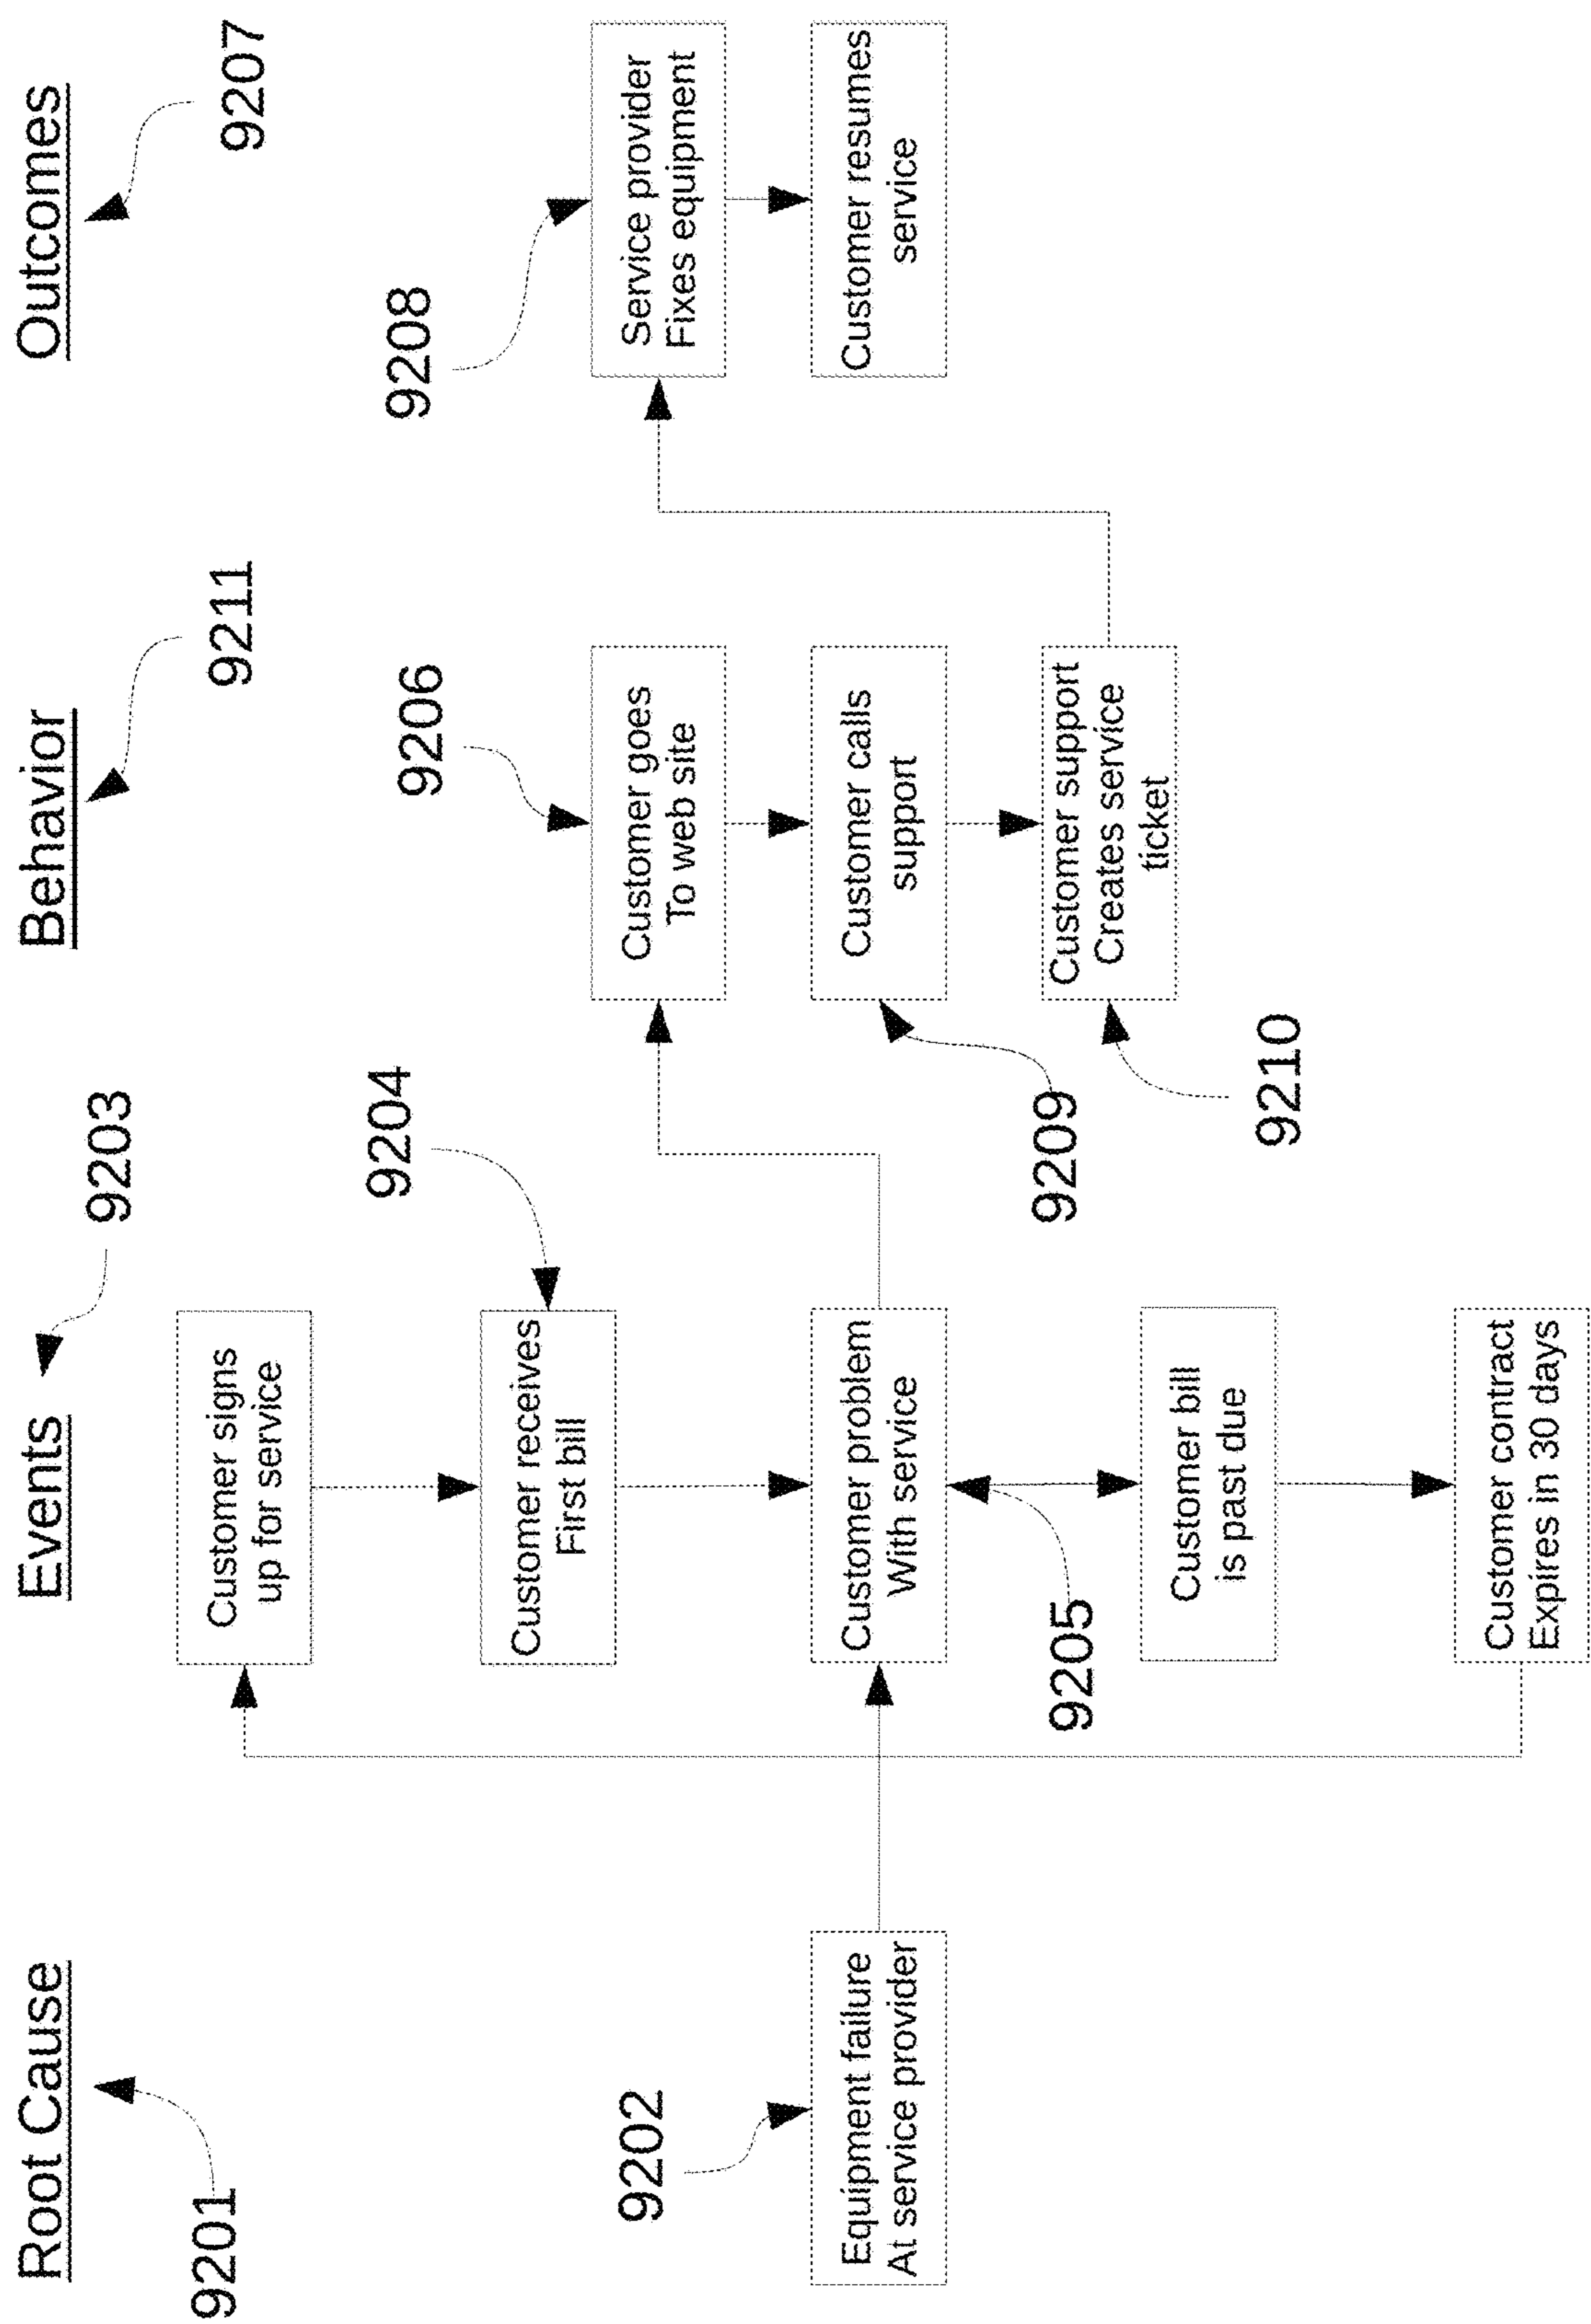 Root Cause
9201
9202
Equipment failure
At service provider
Events
9203
Customer signs
up for service
9204
Customer receives
First bill
Customer problem
With service
9205
Customer bill
is past due
Customer contract
Expires in 30 days
Behavior
9211
9206
Customer goes
To web site
Customer calls
support
9209
Customer support
Creates service
ticket
9210
Outcomes
9207
9208
Service provider
Fixes equipment
Customer resumes
service